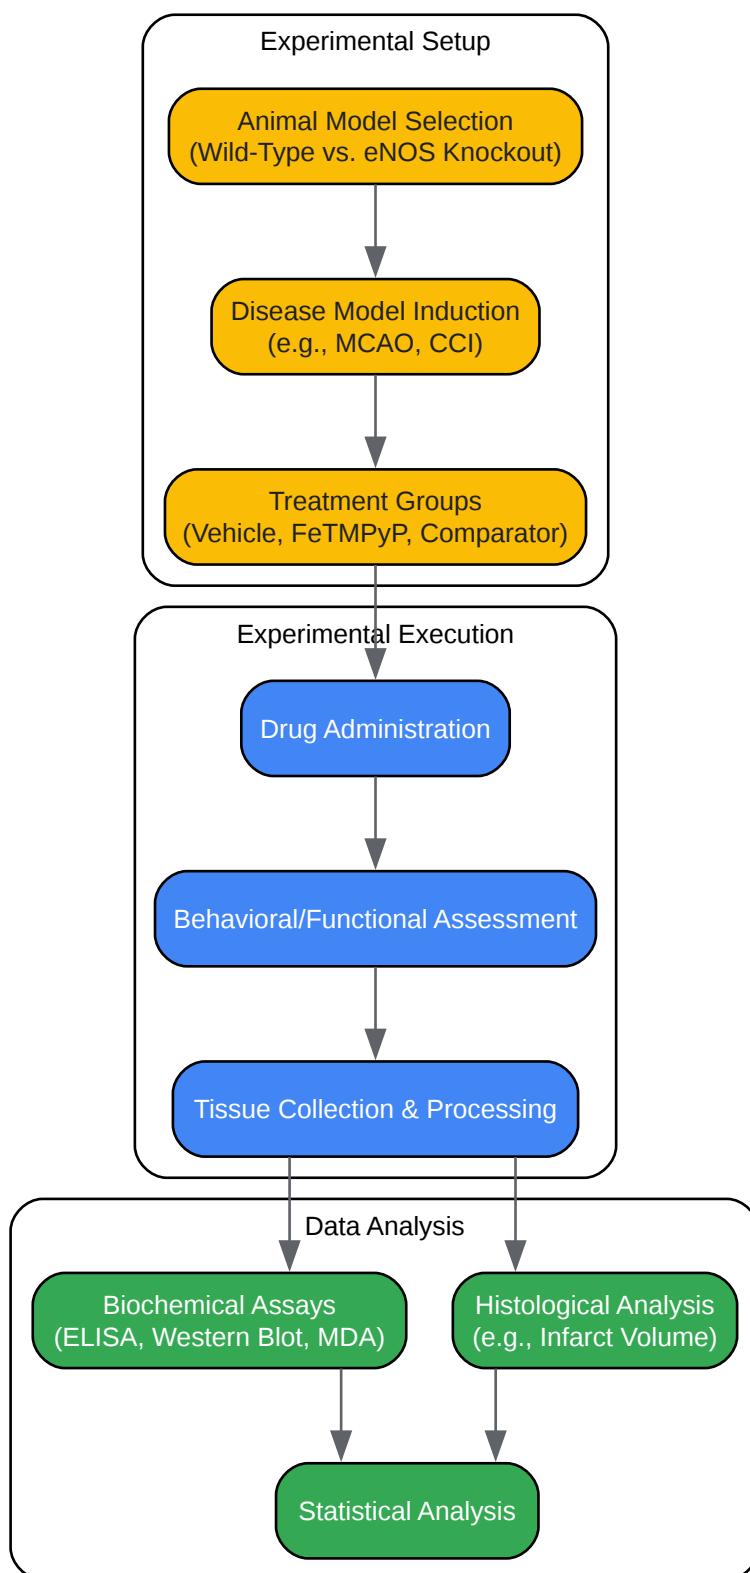 Experimental Setup
Animal Model Selection
(Wild-Type vs. eNOS Knockout)
Disease Model Induction
(e.g., MCAO, CCI)
Treatment Groups
(Vehicle, FeTMPyP, Comparator)
Experimental Execution
Drug Administration
Behavioral/Functional Assessment
Tissue Collection & Processing
Data Analysis
Biochemical Assays
(ELISA, Western Blot, MDA)
Histological Analysis
(e.g., Infarct Volume)
Statistical Analysis